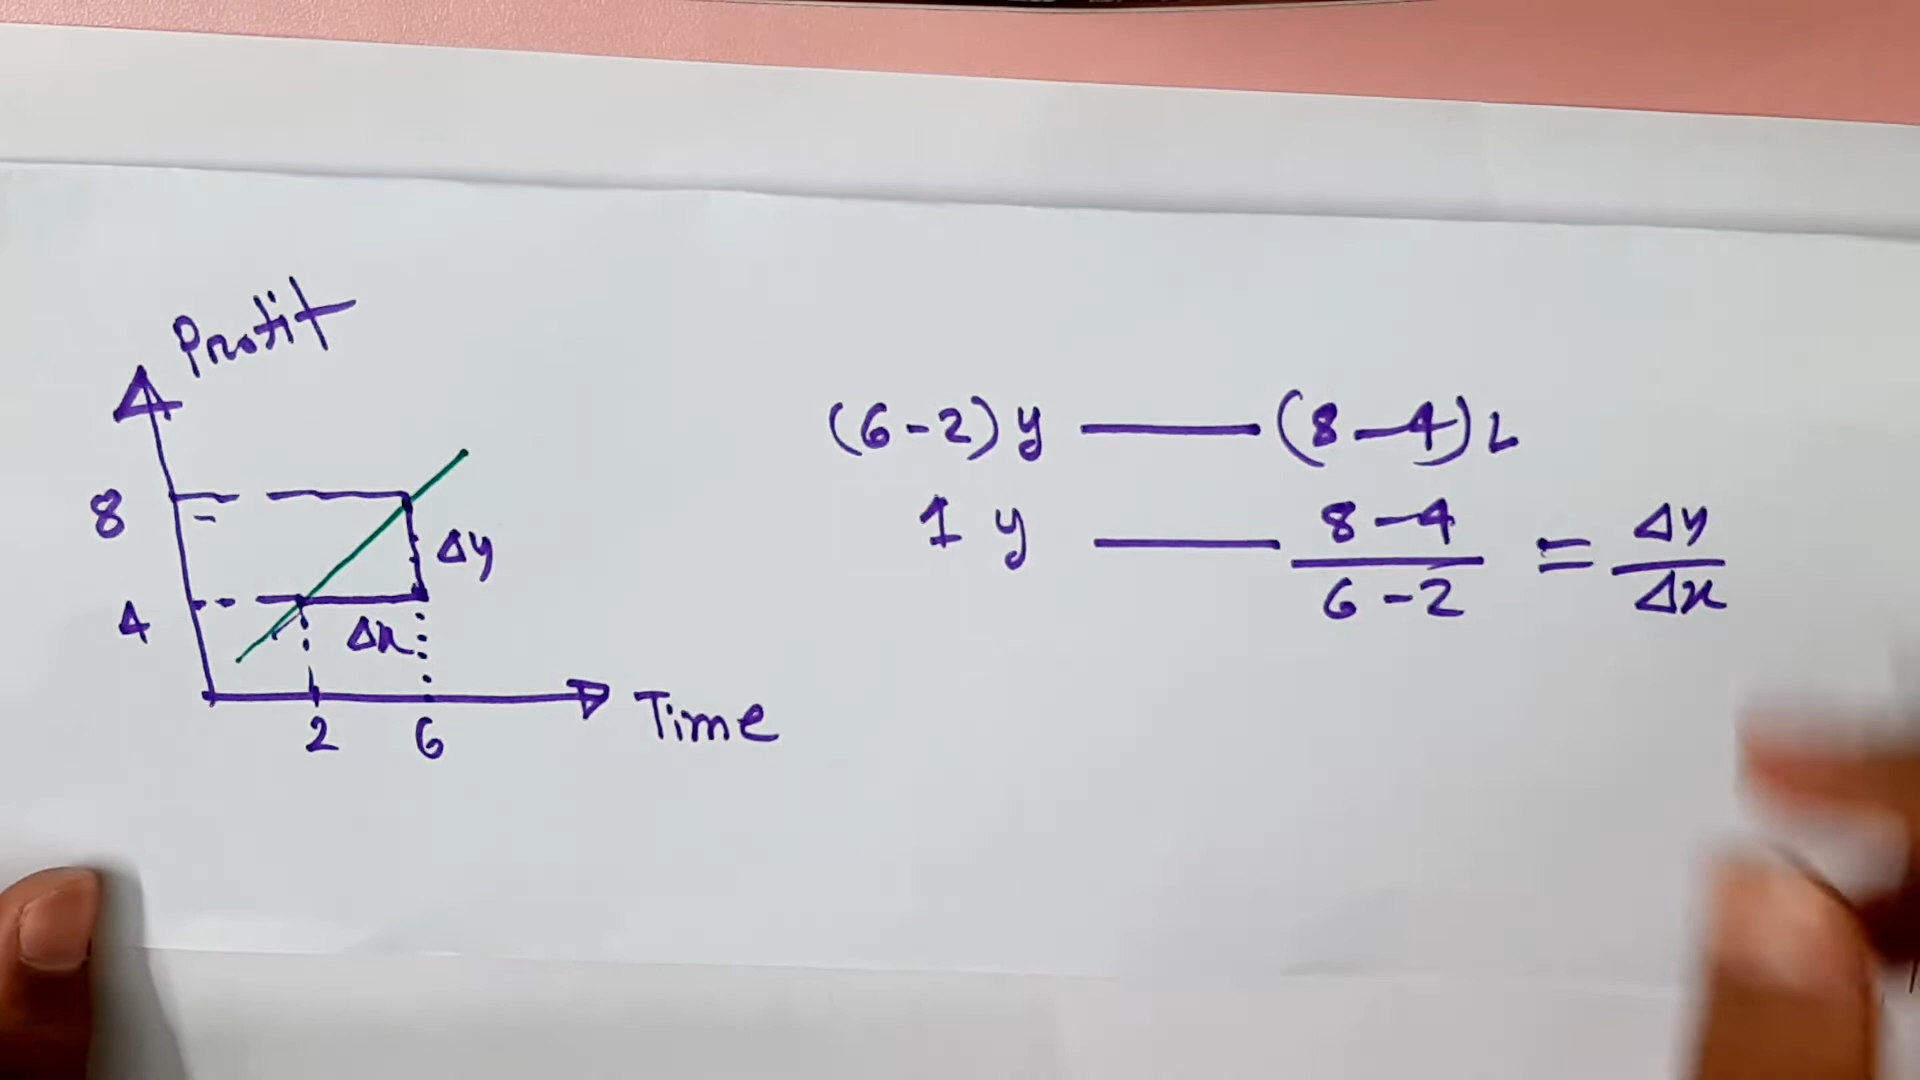 Profit
8
4
Δy
Δx
2 6
Time
(6-2) y —— (8-4) L
1 y —— 8-4 / 6-2 = Δy / Δx